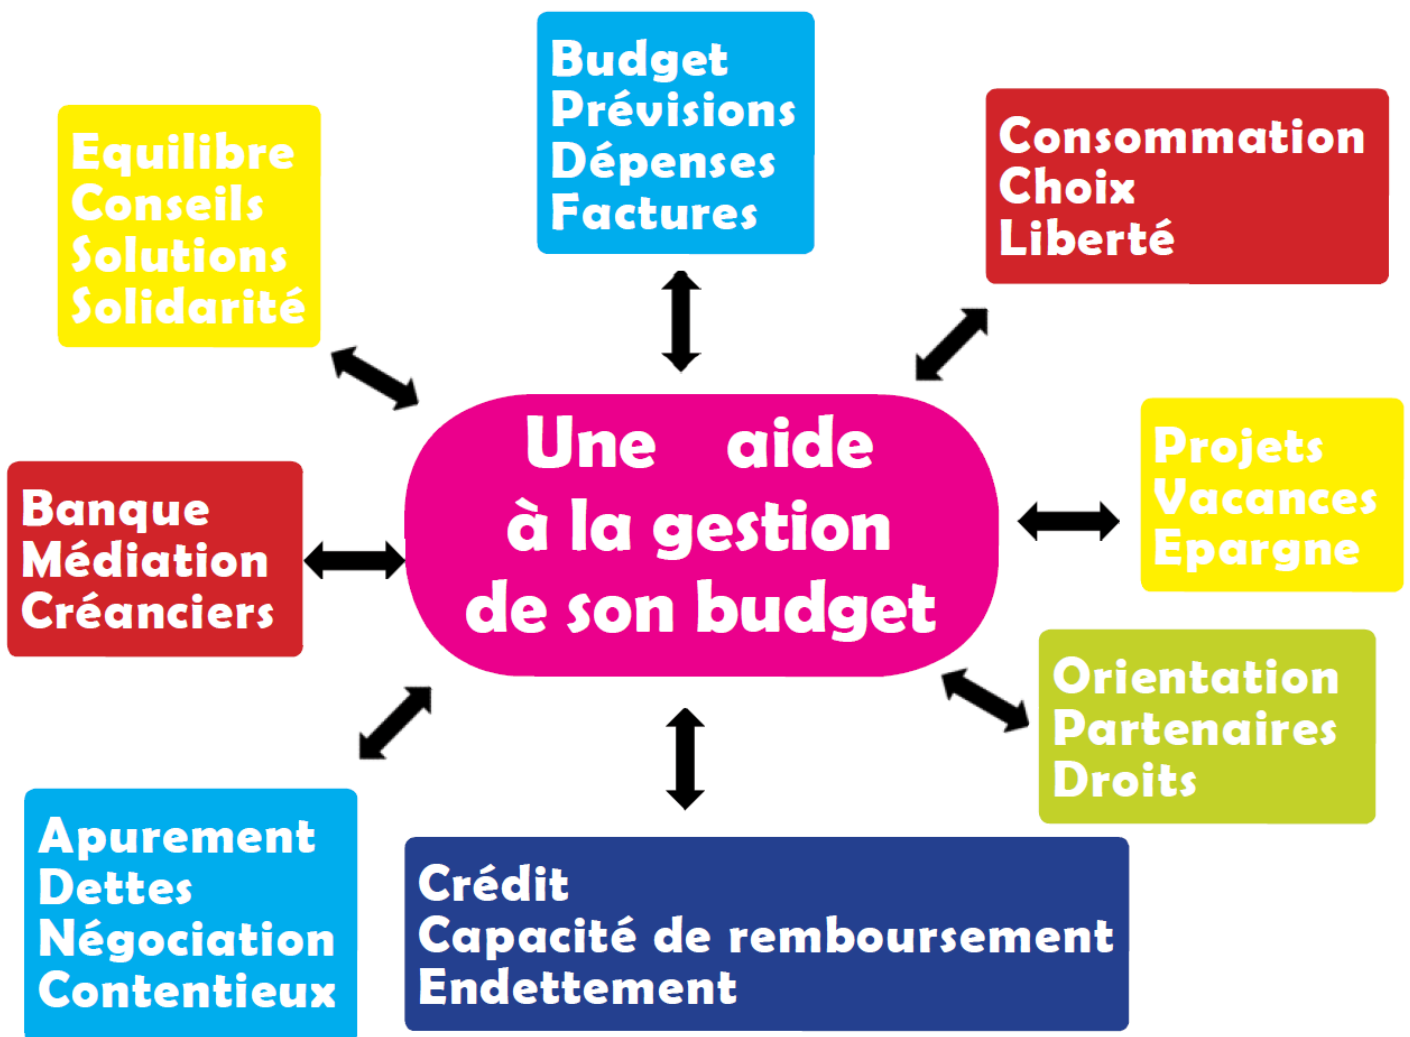 Budget
Prévisions
Dépenses
Factures
Equilibre
Conseils
Solutions
Solidarité
Consommation
Choix
Liberté
Une aide
à la gestion
de son budget
Projets
Vacances
Epargne
Banque
Médiation
Créanciers
Orientation
Partenaires
Droits
Apurement
Dettes
Négociation
Contentieux
Crédit
Capacité de remboursement
Endettement